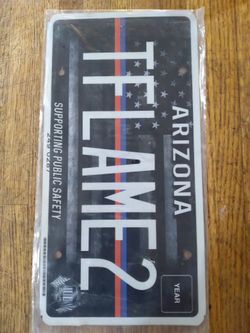 ARIZONA
TFLAME2
YEAR
SUPPORTING PUBLIC SAFETY